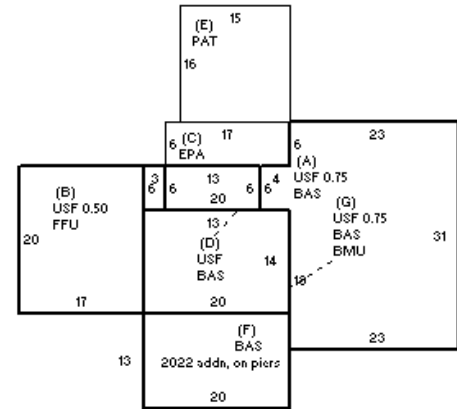 15
(E)
PAT
16
17
6 (C)
EPA
23
6
(A)
USF 0.75
BAS
3
13
4
6 6 6 6
20
(B)
USF 0.50
FFU
20
17
(G)
USF 0.75
BAS
BMU
31
13
(D)
USF
BAS
14
20
23
(F)
BAS
13
2022 addn, on piers
20